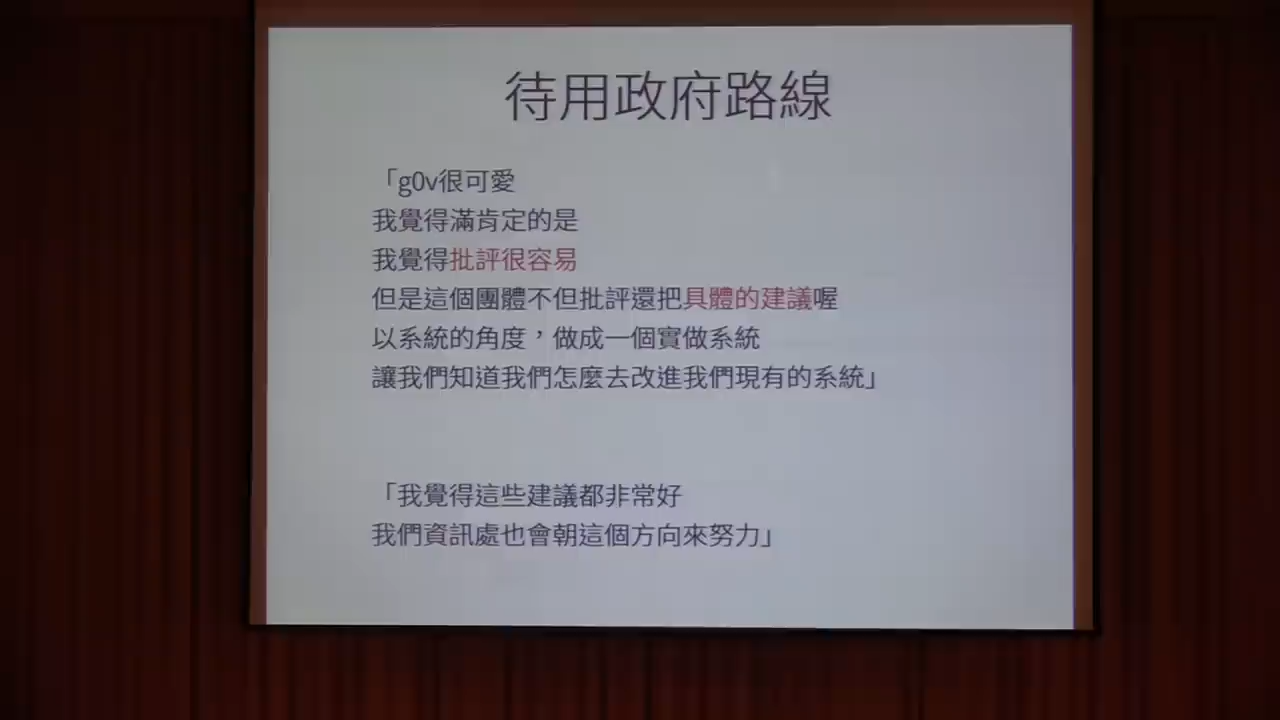 待用政府路線
「g0v很可愛
我覺得滿肯定的是
我覺得批評很容易
但是這個團體不但批評還把具體的建議喔
以系統的角度，做成一個實做系統
讓我們知道我們怎麼去改進我們現有的系統」
「我覺得這些建議都非常好
我們資訊處也會朝這個方向來努力」